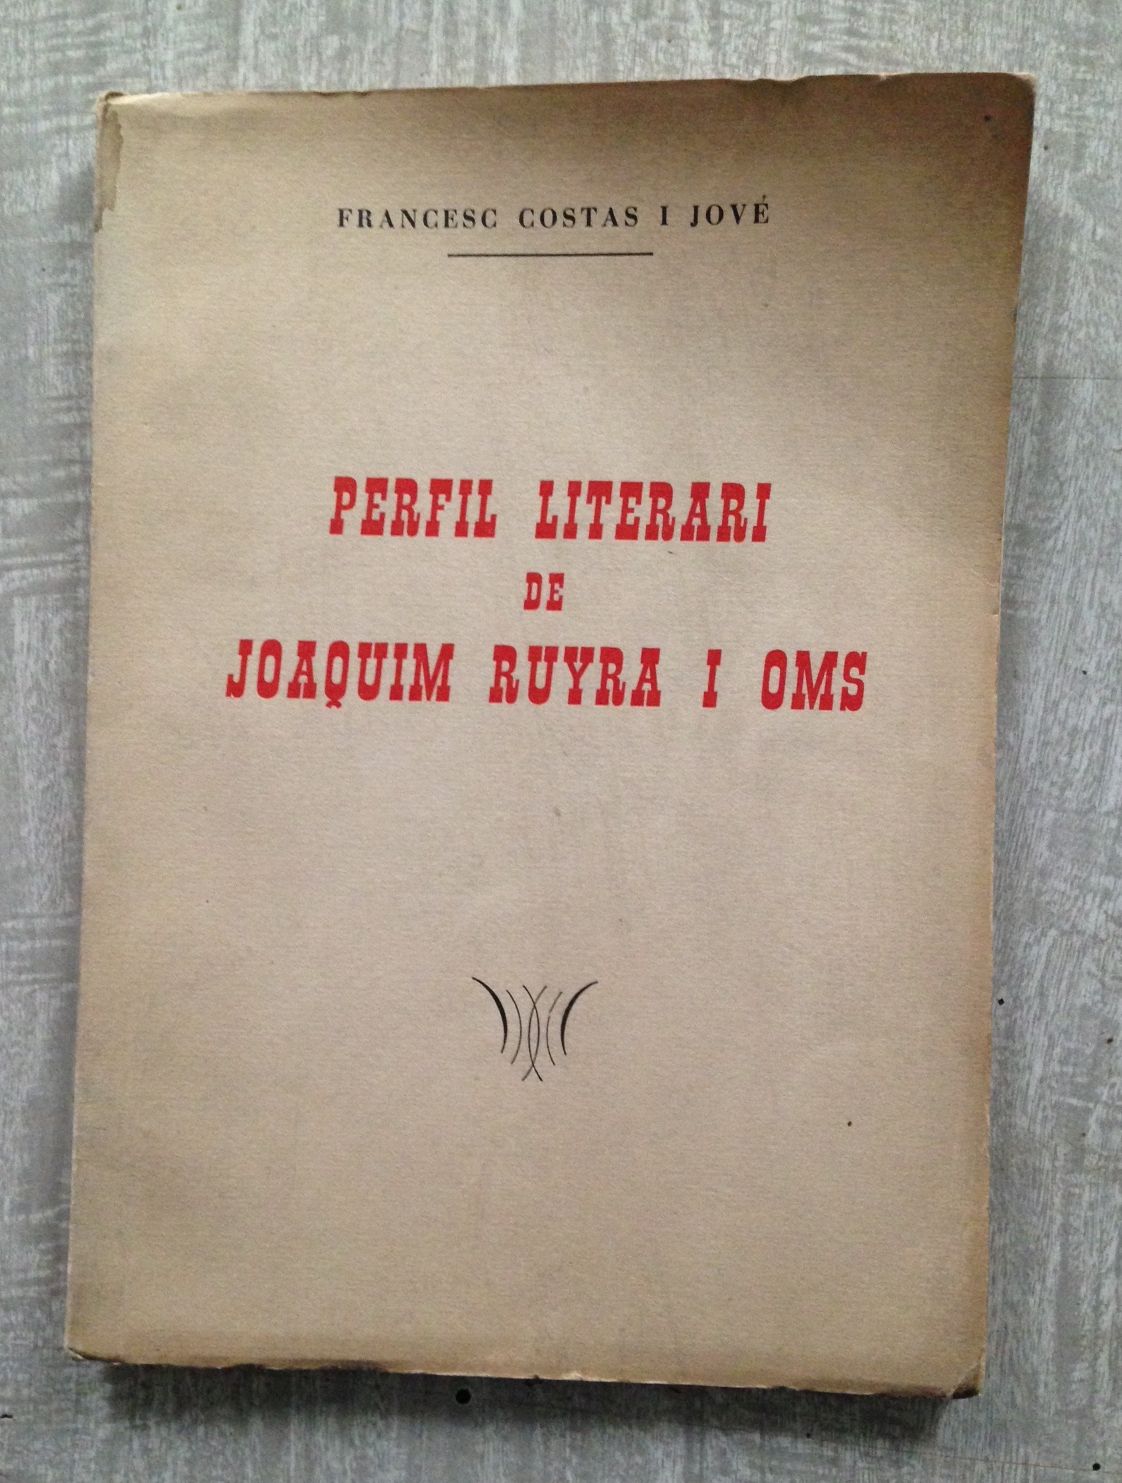 FRANCESC COSTAS I JOVÉ
PERFIL LITERARI
DE
JOAQUIM RUYRA I OMS